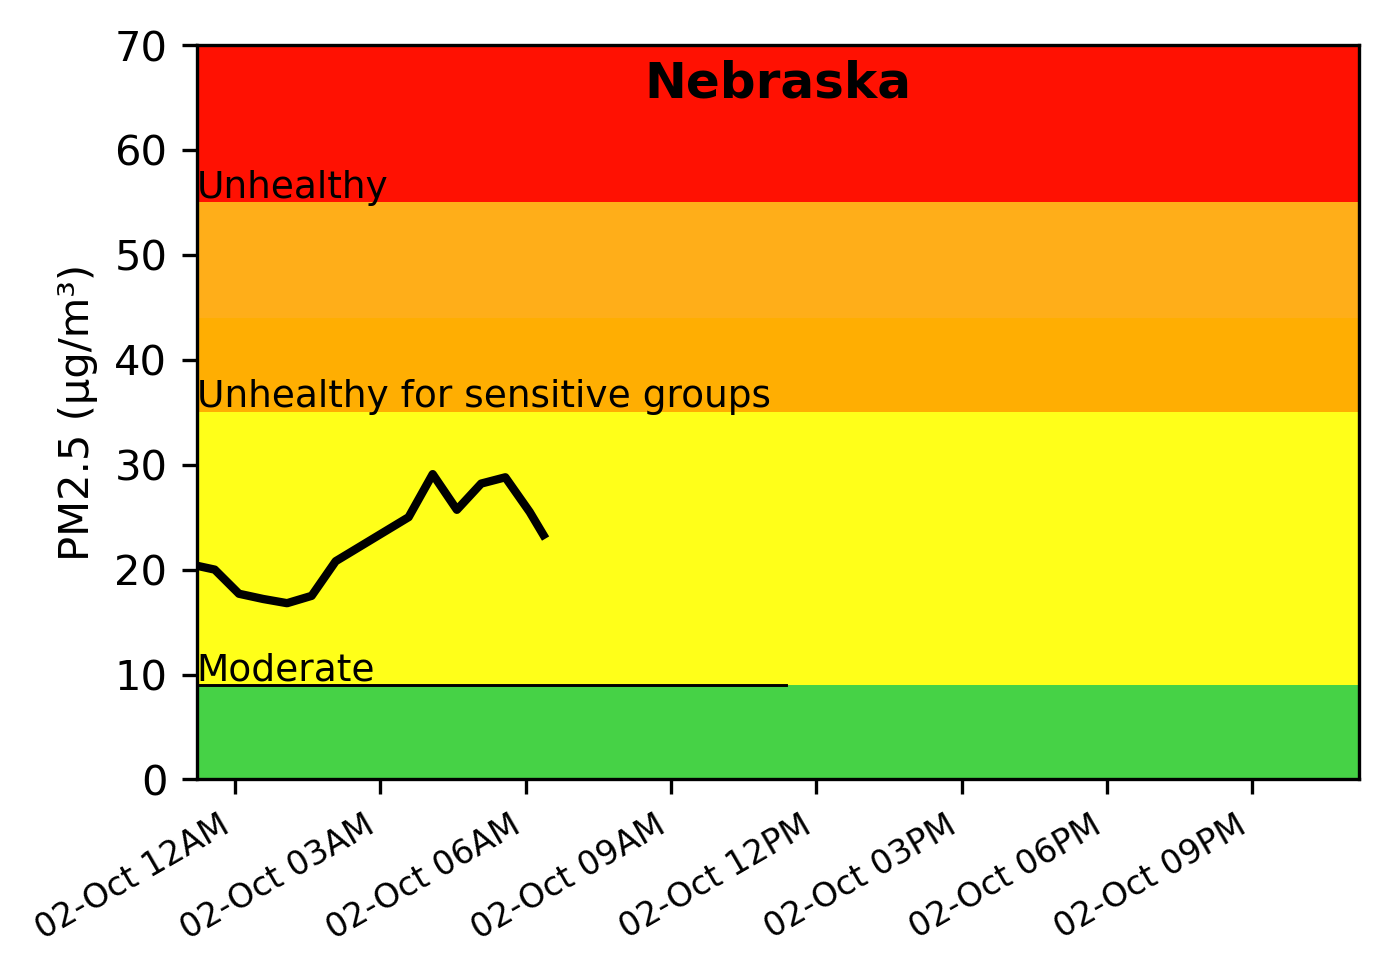 Nebraska
70
60
Unhealthy
50
40
Unhealthy for sensitive groups
30
20
Moderate
10
0
PM2.5 (µg/m³)
02-Oct 12AM
02-Oct 03AM
02-Oct 06AM
02-Oct 09AM
02-Oct 12PM
02-Oct 03PM
02-Oct 06PM
02-Oct 09PM